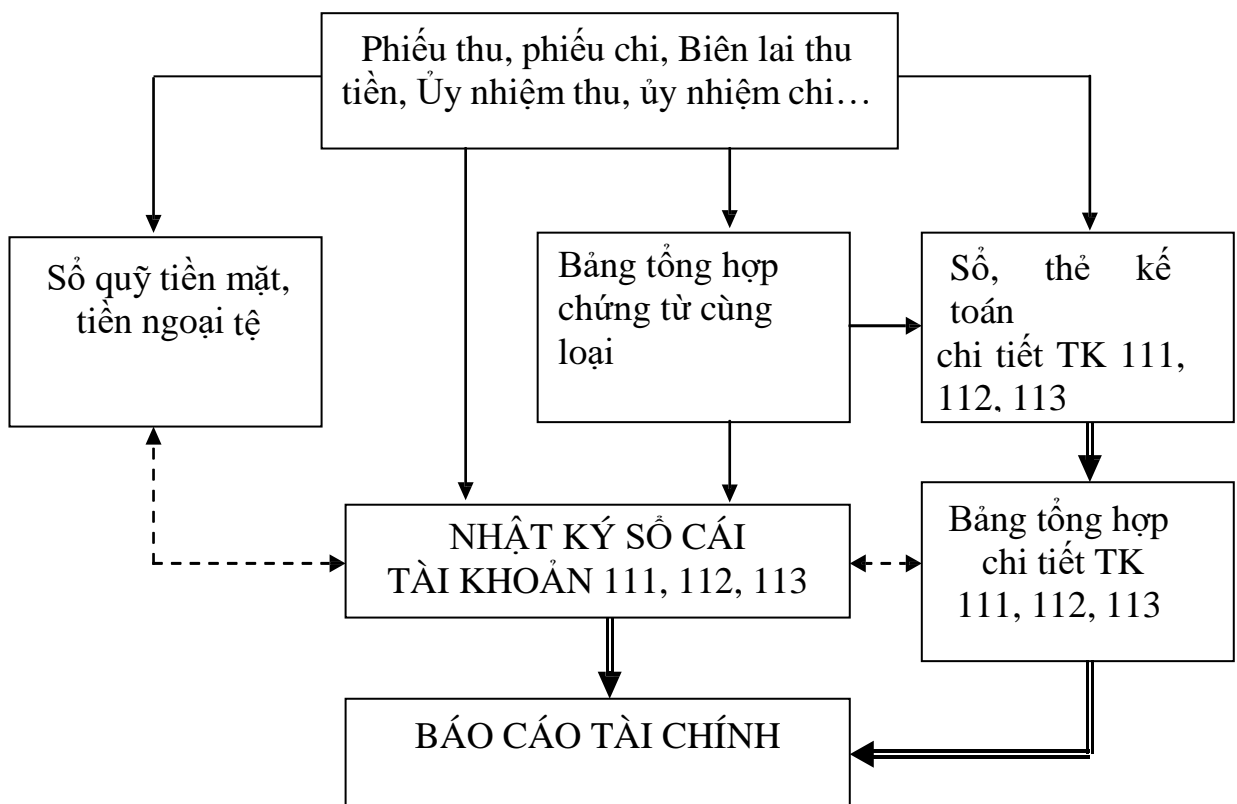 Phiếu thu, phiếu chi, Biên lai thu
tiền, Ủy nhiệm thu, ủy nhiệm chi…
Sổ quỹ tiền mặt,
tiền ngoại tệ
Bảng tổng hợp
chứng từ cùng
loại
Sổ, thẻ kế
toán
chi tiết TK 111,
112, 113
NHẬT KÝ SỔ CÁI
TÀI KHOẢN 111, 112, 113
Bảng tổng hợp
chi tiết TK
111, 112, 113
BÁO CÁO TÀI CHÍNH